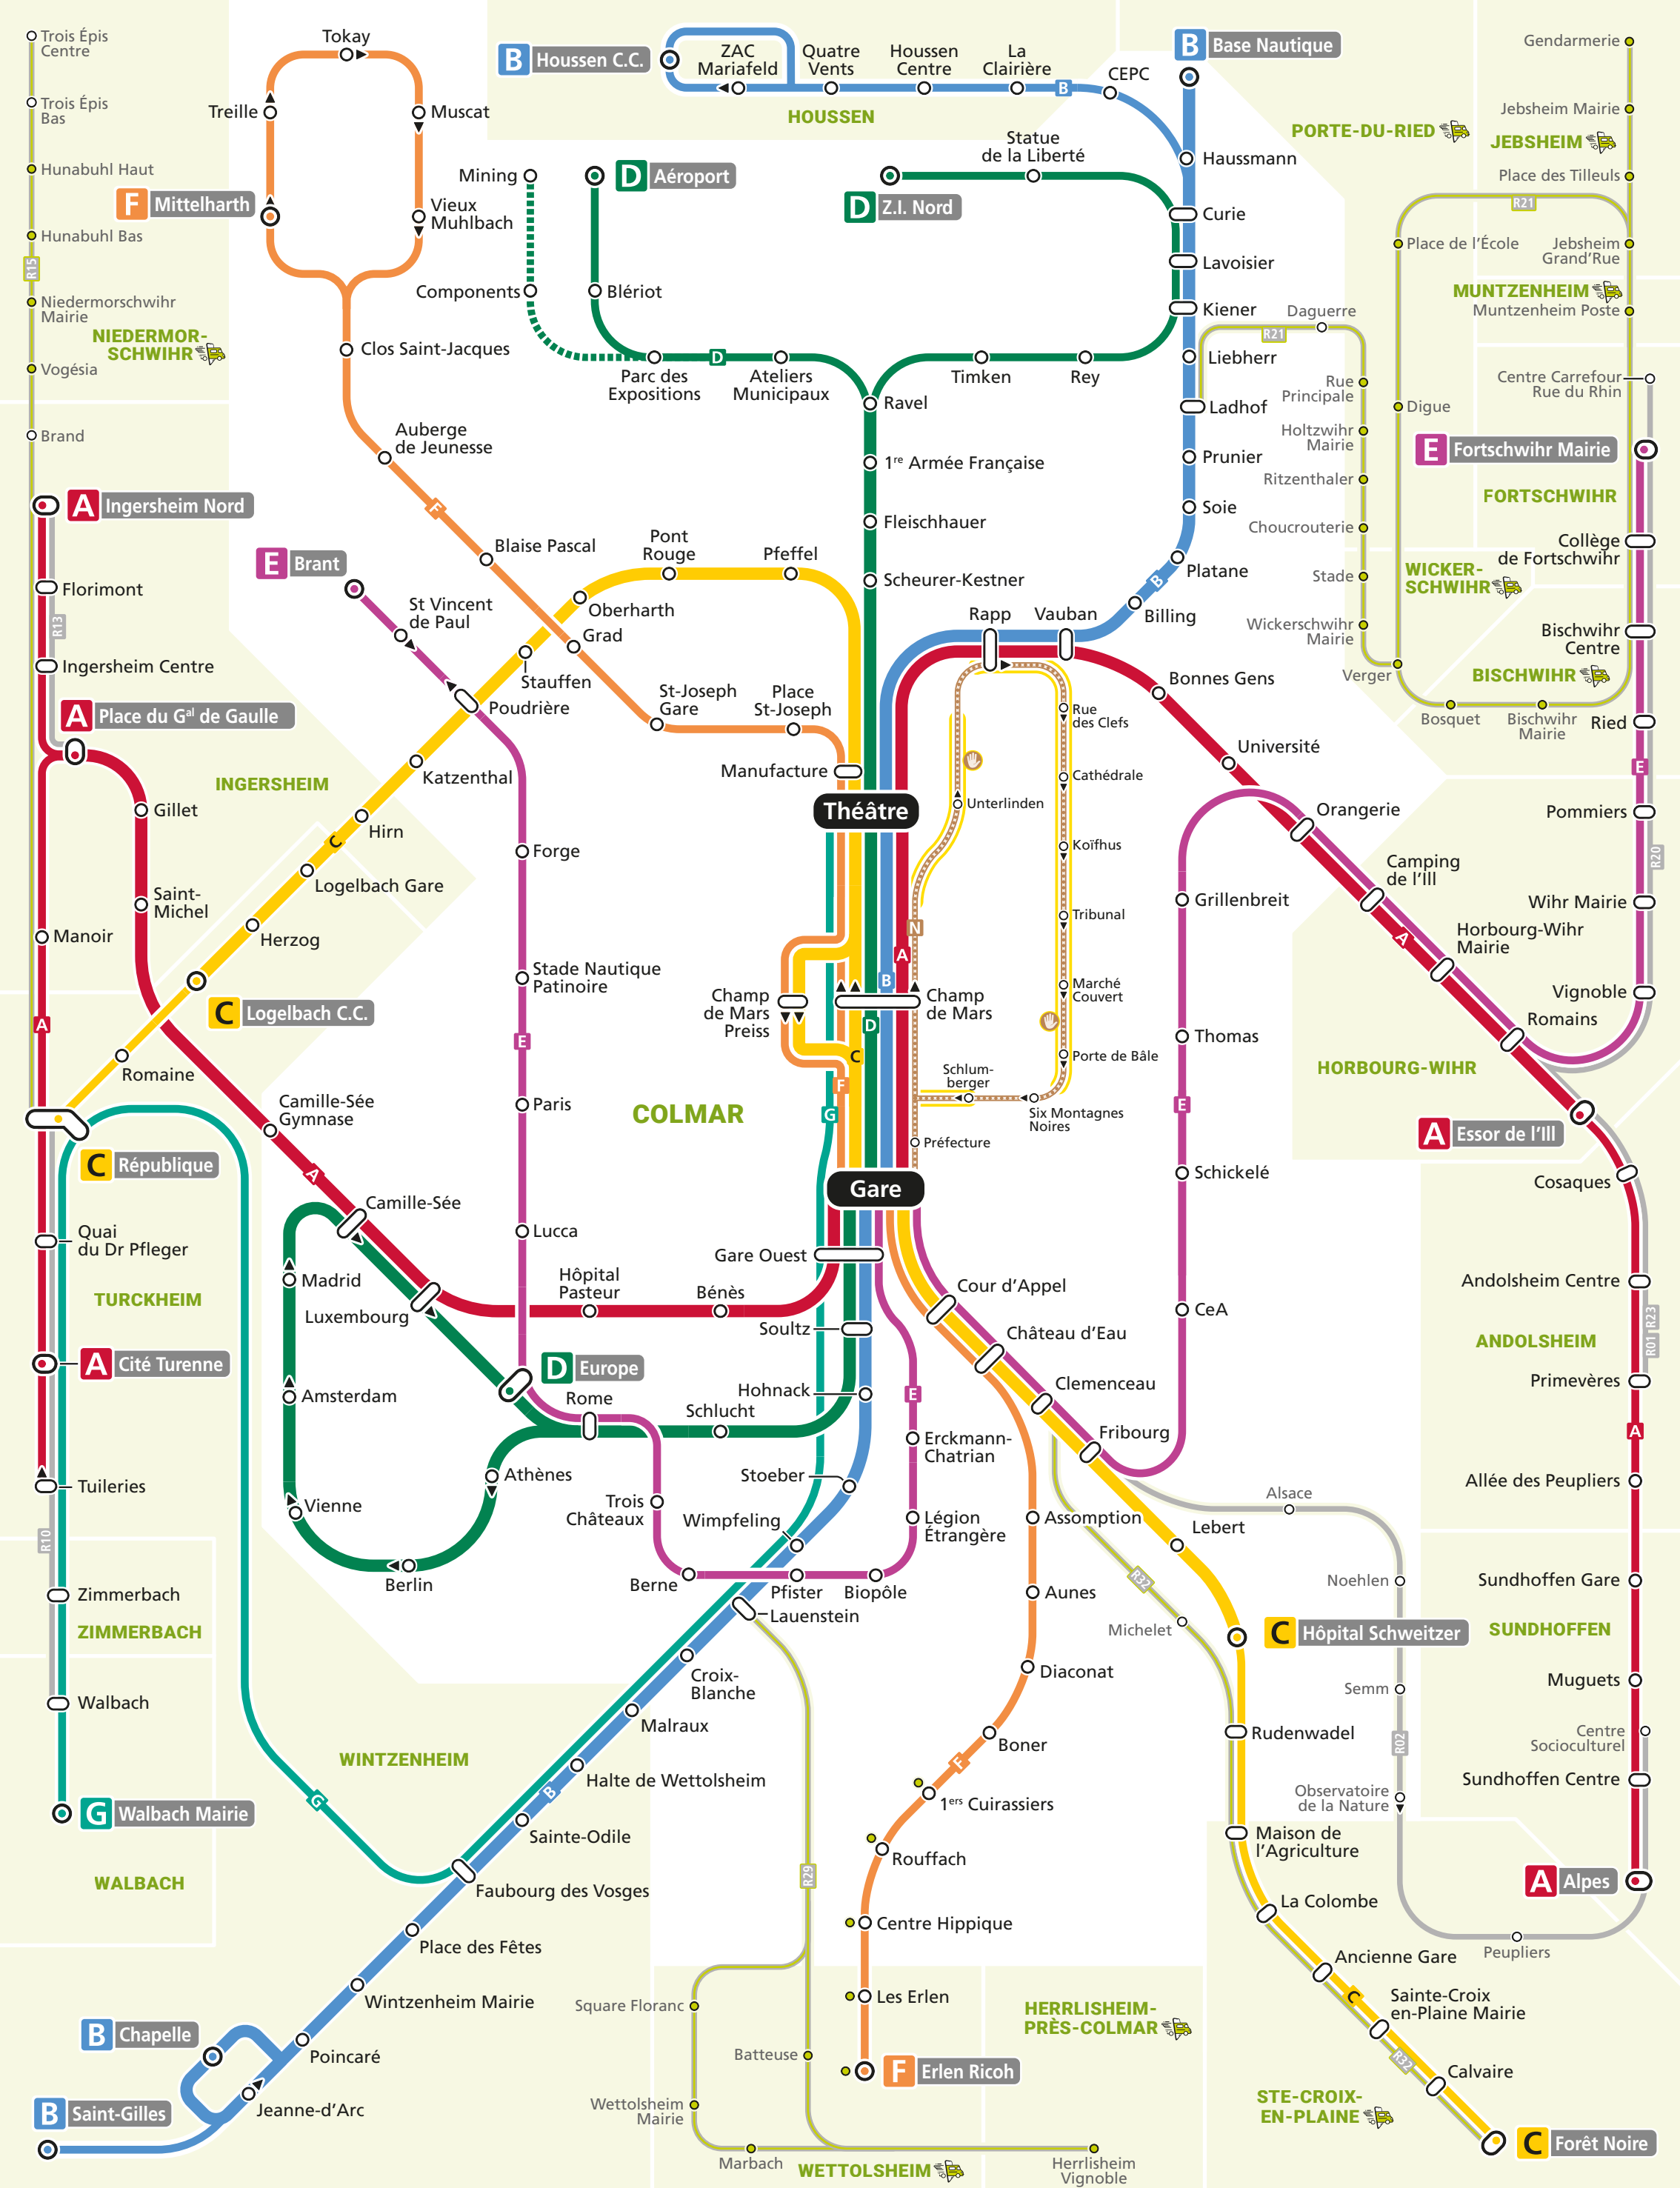 Trois Épis
Centre
Trois Épis
Bas
Hunabuhl Haut
Hunabuhl Bas
R15
Niedermorschwihr
Mairie
NIEDERMOR-
SCHWIHR
Vogésia
Brand
Tokay
Treille
Muscat
F Mittelharth
Vieux
Muhlbach
Clos Saint-Jacques
Auberge
de Jeunesse
F
Blaise Pascal
Grad
St-Joseph
Gare
Place
St-Joseph
B Houssen C.C.
ZAC
Mariafeld
Quatre
Vents
Houssen
Centre
La
Clairière
B
CEPC
HOUSSEN
B Base Nautique
Haussmann
Curie
Lavoisier
Kiener
Liebherr
Ladhof
Prunier
Soie
Platane
B
Billing
Vauban
Rapp
Mining
Components
D Aéroport
Blériot
Parc des
Expositions
D
Ateliers
Municipaux
D Z.I. Nord
Statue
de la Liberté
Timken
Rey
Ravel
1re Armée Française
Fleischhauer
Scheurer-Kestner
Gendarmerie
Jebsheim Mairie
PORTE-DU-RIED
JEBSHEIM
Place des Tilleuls
R21
Place de l'École
Jebsheim
Grand'Rue
MUNTZENHEIM
Muntzenheim Poste
Daguerre
R21
Rue
Principale
Holtzwihr
Mairie
Ritzenthaler
Choucrouterie
Stade
Wickerschwihr
Mairie
Verger
Digue
Centre Carrefour
Rue du Rhin
E Fortschwihr Mairie
FORTSCHWIHR
Collège
de Fortschwihr
WICKER-
SCHWIHR
Bischwihr
Centre
BISCHWIHR
Bosquet
Bischwihr
Mairie
Ried
E
Pommiers
R20
Wihr Mairie
Vignoble
A Ingersheim Nord
Florimont
R13
Ingersheim Centre
A Place du Gal de Gaulle
INGERSHEIM
Gillet
Saint-
Michel
Manoir
A
E Brant
St Vincent
de Paul
Poudrière
Pont
Rouge
Pfeffel
Oberharth
Stauffen
Katzenthal
Hirn
C
Logelbach Gare
Herzog
C Logelbach C.C.
Romaine
C République
Manufacture
Théâtre
Forge
Stade Nautique
Patinoire
E
Paris
Lucca
COLMAR
Champ
de Mars
Preiss
Champ
de Mars
A
B
D
C
F
G
N
Unterlinden
Rue
des Clefs
Cathédrale
Koïfhus
Tribunal
Marché
Couvert
Porte de Bâle
Schlum-
berger
Six Montagnes
Noires
Préfecture
Gare
Bonnes Gens
Université
Orangerie
Camping
de l'Ill
A
Horbourg-Wihr
Mairie
Romains
HORBOURG-WIHR
A Essor de l'Ill
Cosaques
Andolsheim Centre
R01 R23
ANDOLSHEIM
Primevères
A
Allée des Peupliers
Sundhoffen Gare
SUNDHOFFEN
Muguets
Centre
Socioculturel
Sundhoffen Centre
A Alpes
Peupliers
Grillenbreit
Thomas
E
Schickelé
CeA
Camille-Sée
Gymnase
A
Camille-Sée
Luxembourg
Hôpital
Pasteur
Bénès
Madrid
Amsterdam
Vienne
Berlin
Athènes
D Europe
Rome
Schlucht
Quai
du Dr Pfleger
TURCKHEIM
A Cité Turenne
Tuileries
R10
Zimmerbach
ZIMMERBACH
Walbach
G Walbach Mairie
WALBACH
G
WINTZENHEIM
Gare Ouest
Soultz
Hohnack
Stoeber
Wimpfeling
Trois
Châteaux
Berne
Pfister
Biopôle
Lauenstein
E
Erckmann-
Chatrian
Légion
Étrangère
Croix-
Blanche
Malraux
Halte de Wettolsheim
B
Sainte-Odile
Faubourg des Vosges
Place des Fêtes
Wintzenheim Mairie
Poincaré
B Chapelle
Jeanne-d'Arc
B Saint-Gilles
Cour d'Appel
Château d'Eau
Clemenceau
Fribourg
Lebert
Alsace
Noehlen
Semm
R02
Observatoire
de la Nature
Assomption
Aunes
Diaconat
Boner
F
1ers Cuirassiers
Rouffach
Centre Hippique
Les Erlen
F Erlen Ricoh
R32
Michelet
C Hôpital Schweitzer
Rudenwadel
Maison de
l'Agriculture
La Colombe
Ancienne Gare
C
Sainte-Croix
en-Plaine Mairie
R32
Calvaire
STE-CROIX-
EN-PLAINE
C Forêt Noire
R29
Square Floranc
Batteuse
Wettolsheim
Mairie
Marbach
WETTOLSHEIM
HERRLISHEIM-
PRÈS-COLMAR
Herrlisheim
Vignoble